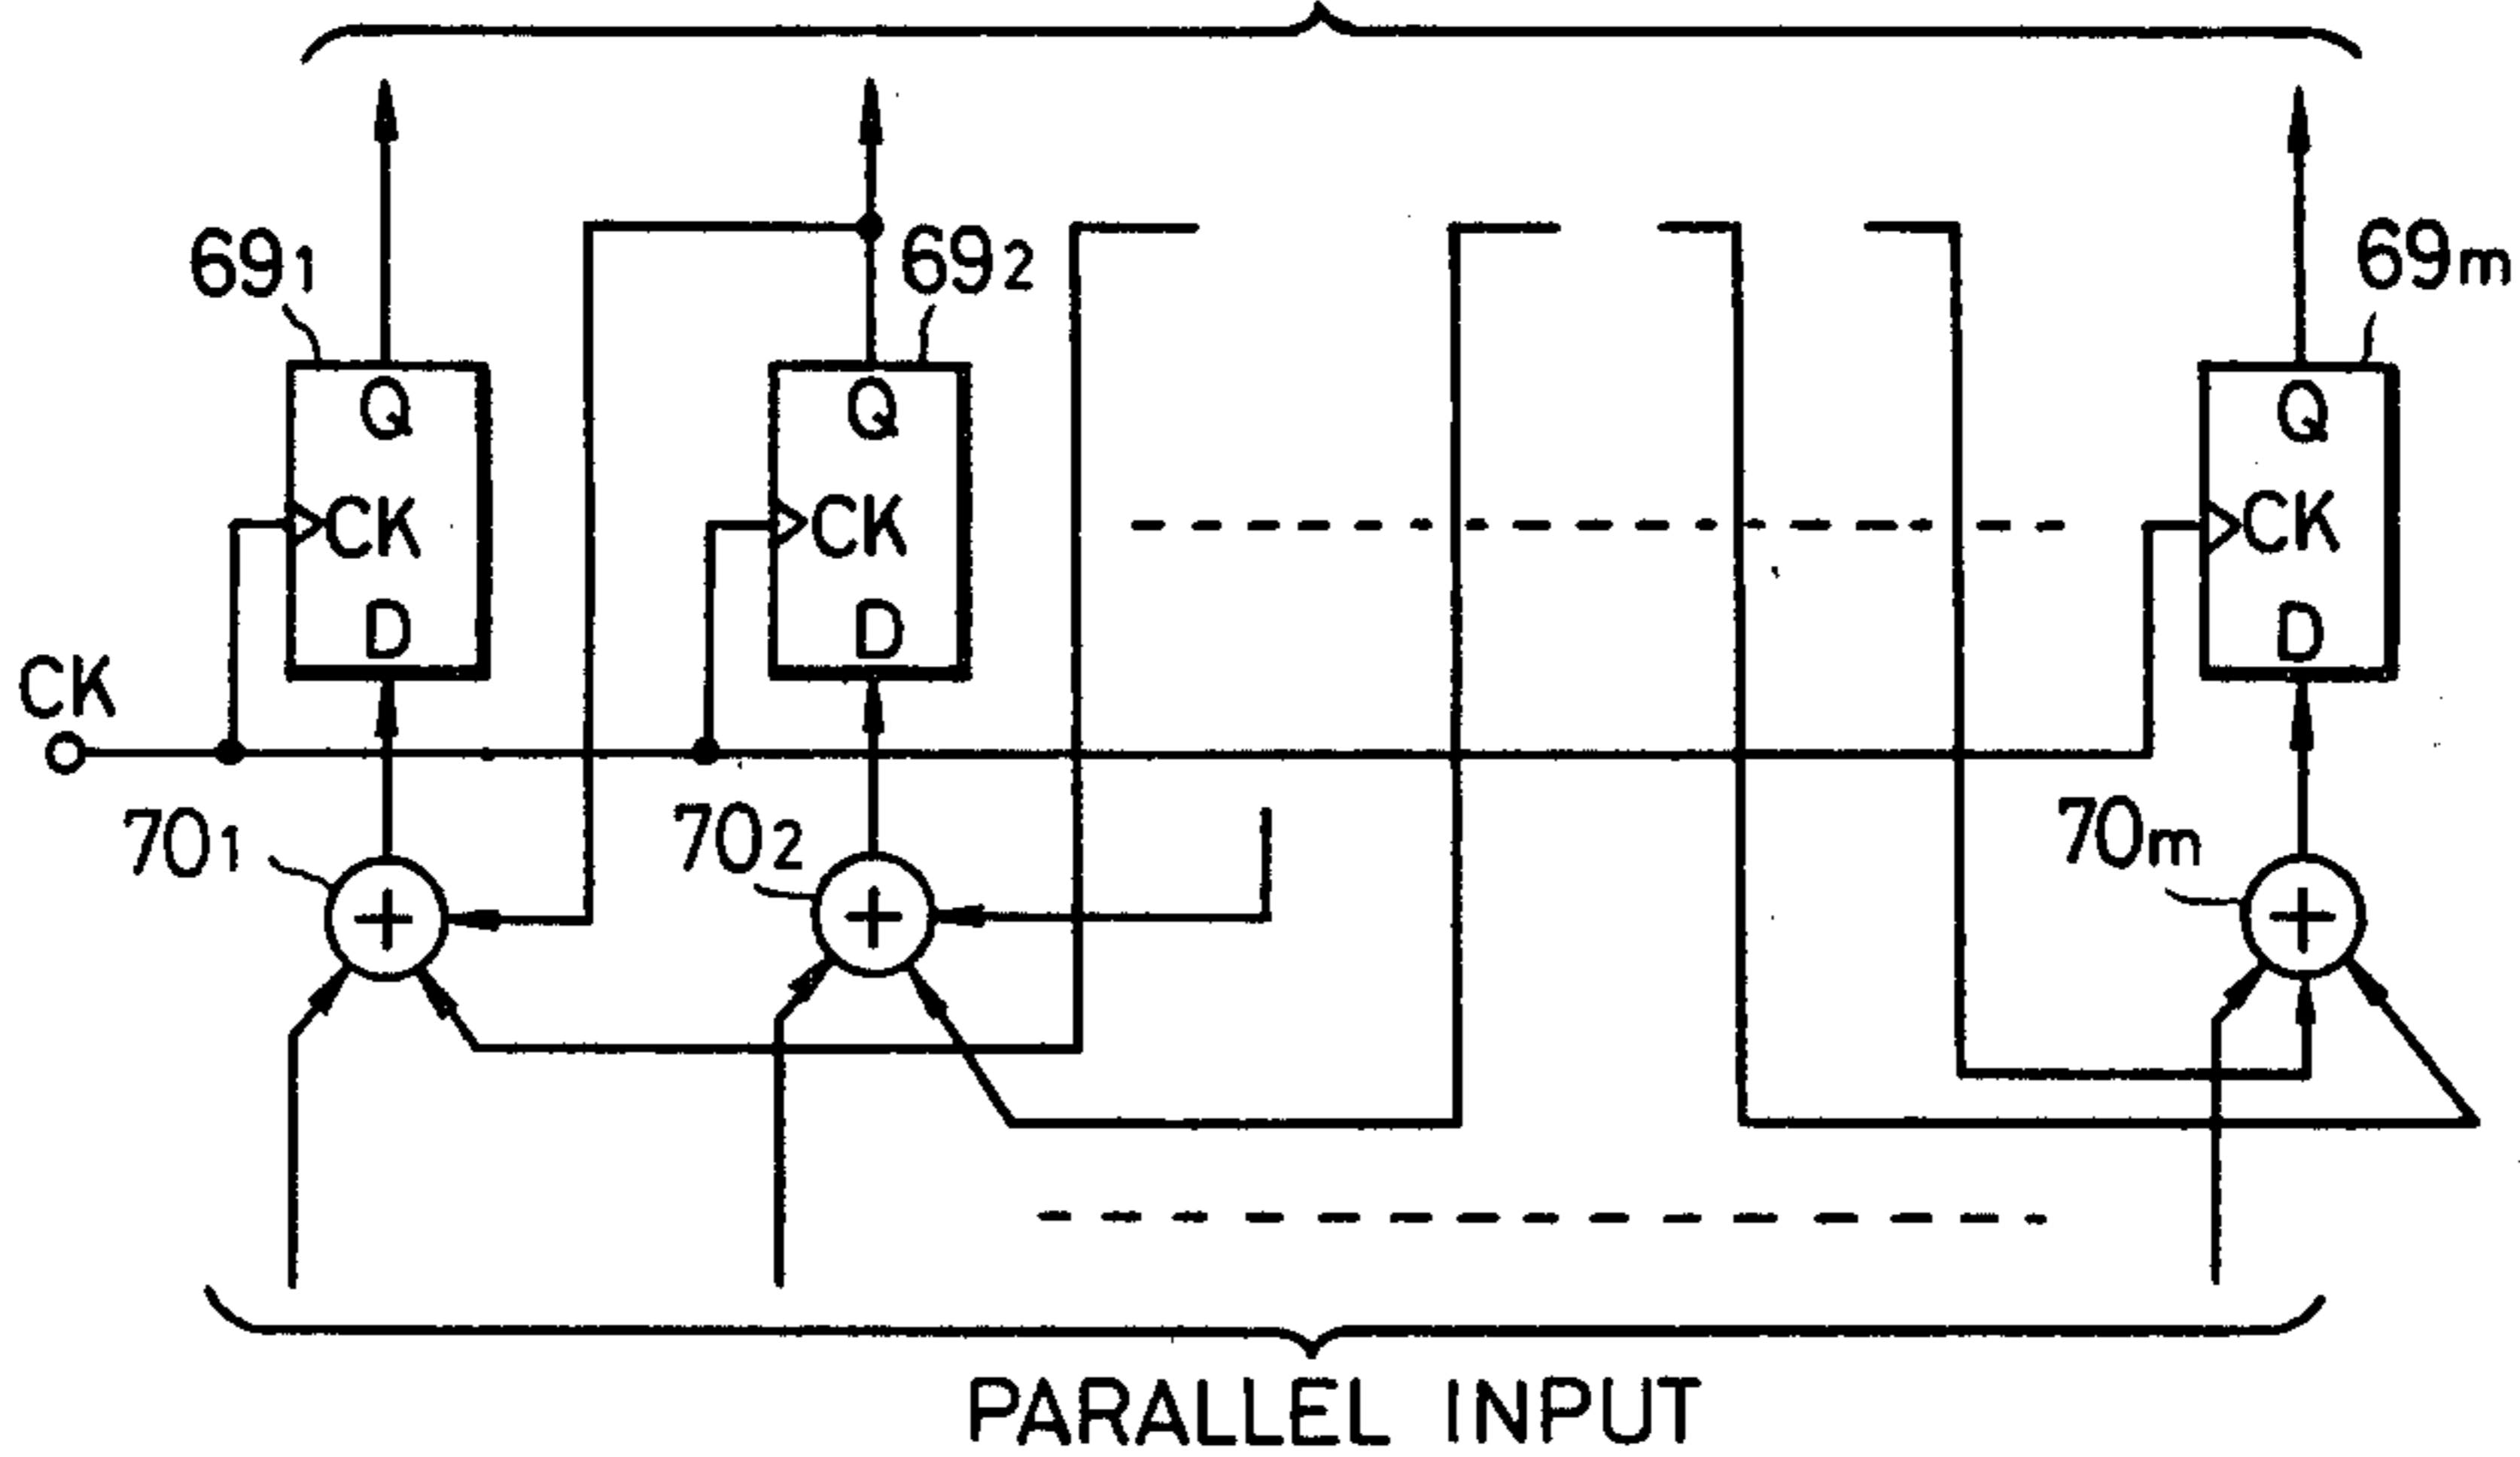 69₁
69₂
69m
Q
CK
D
Q
CK
D
Q
CK
D
CK
70₁
70₂
70m
+
+
+
PARALLEL INPUT